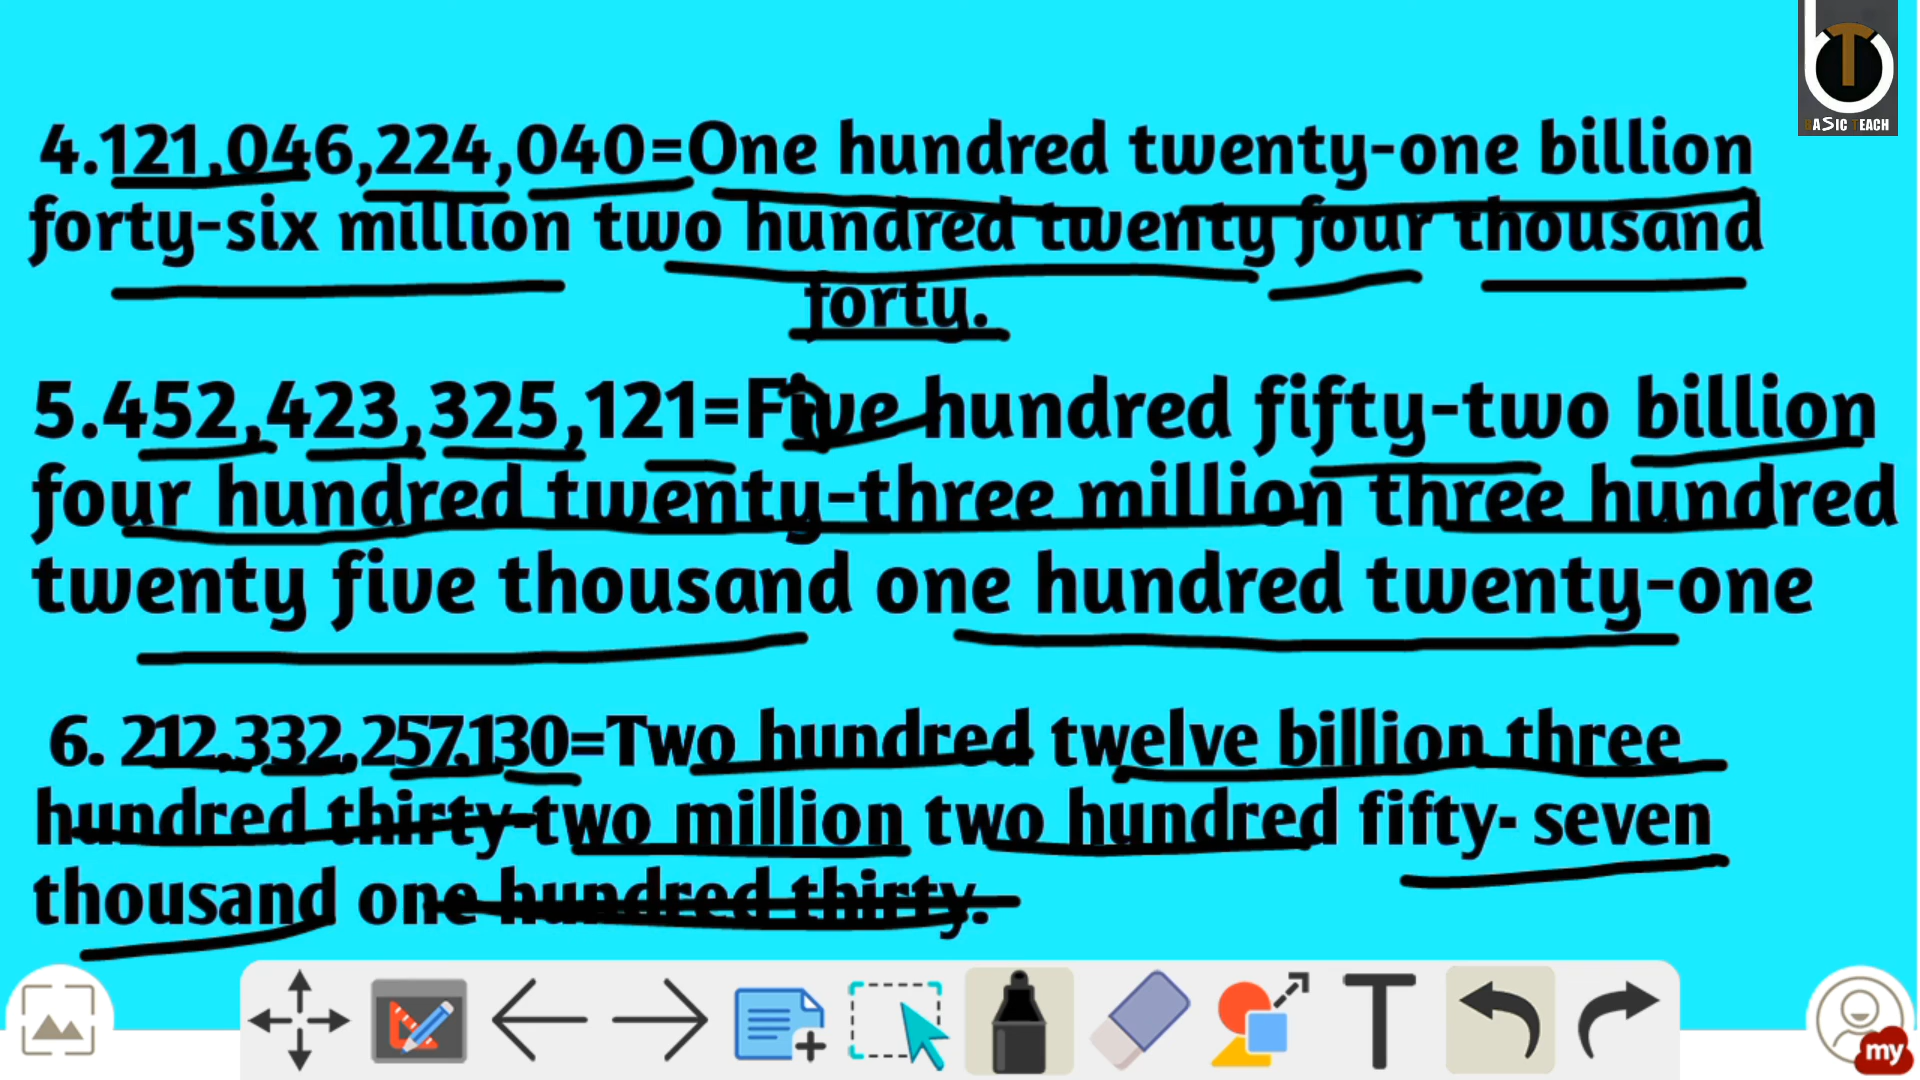 BASIC TEACH
4.121,046,224,040=One hundred twenty-one billion
forty-six million two hundred twenty four thousand
forty.
5.452,423,325,121=Five hundred fifty-two billion
four hundred twenty-three million three hundred
twenty five thousand one hundred twenty-one
6. 212,332,257,130=Two hundred twelve billion three
hundred thirty-two million two hundred fifty- seven
thousand one hundred thirty.
T
my